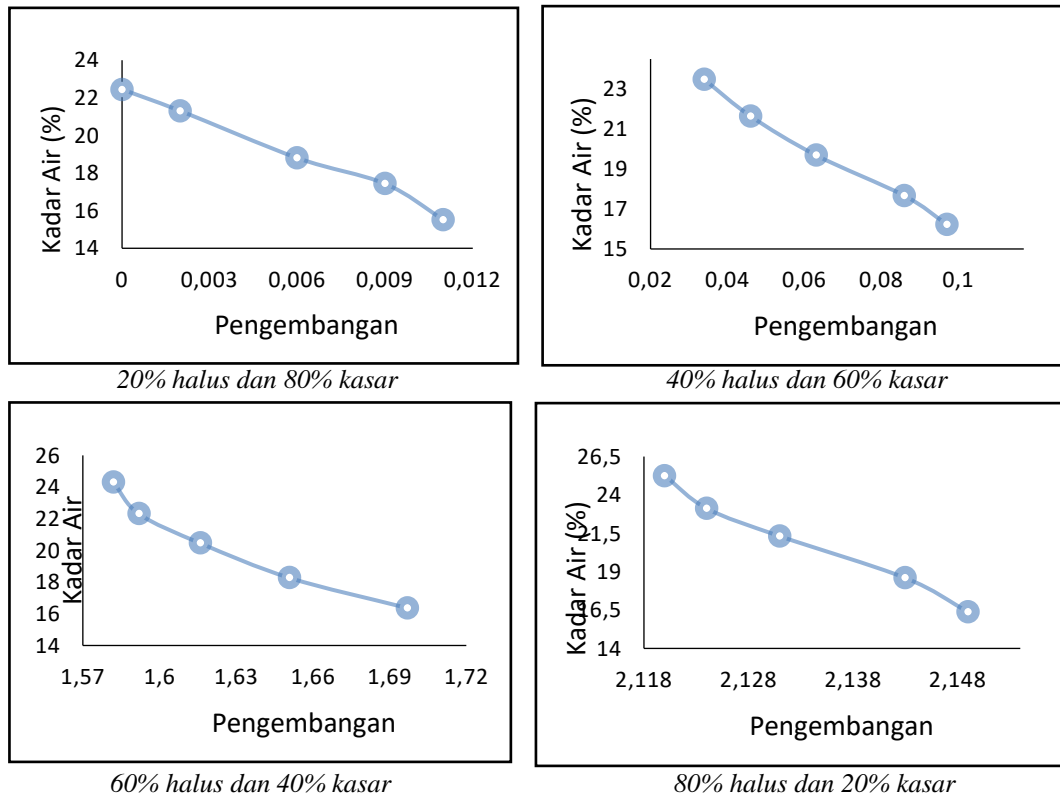 24
22
20
18
16
14
Kadar Air (%)
0 0,003 0,006 0,009 0,012
Pengembangan
20% halus dan 80% kasar
23
21
19
17
15
Kadar Air (%)
0,02 0,04 0,06 0,08 0,1
Pengembangan
40% halus dan 60% kasar
26
24
22
20
18
16
14
Kadar Air
1,57 1,6 1,63 1,66 1,69 1,72
Pengembangan
60% halus dan 40% kasar
26,5
24
21,5
19
16,5
14
Kadar Air (%)
2,118 2,128 2,138 2,148
Pengembangan
80% halus dan 20% kasar